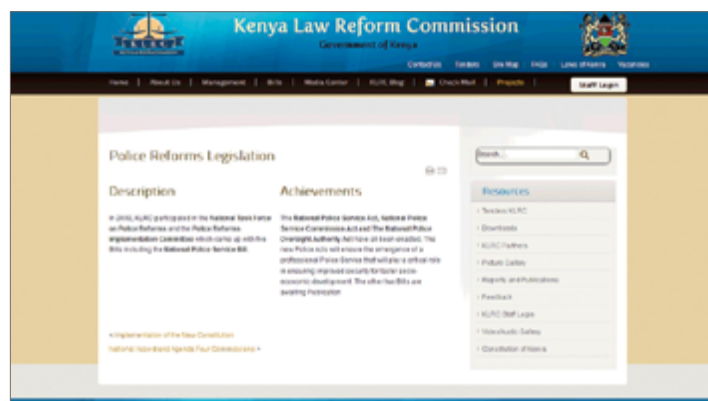 Kenya Law Reform Commission
Government of Kenya
Contact Us Tenders Site Map FAQs Laws of Kenya Vacancies
Home | About Us | Management | Bills | Media Center | KLRC Blog | Check Mail | Projects |
Staff Login
Police Reforms Legislation
Search...
Description
In 2010, KLRC participated in the National Task Force
on Police Reforms and the Police Reforms
Implementation Committee which came up with five
Bills including the National Police Service Bill.
Achievements
The National Police Service Act, National Police
Service Commission Act and The National Police
Oversight Authority Act have all been enacted. The
new Police acts will ensure the emergence of a
professional Police Service that will play a critical role
in ensuring improved security for faster socio-
economic development. The other two Bills are
awaiting Publication
< Implementation of the New Constitution
National Accord and Agenda Four Commissions >
Resources
Tenders KLRC
Downloads
KLRC Partners
Picture Gallery
Reports and Publications
Feedback
KLRC Staff Login
Video/Audio Gallery
Constitution of Kenya